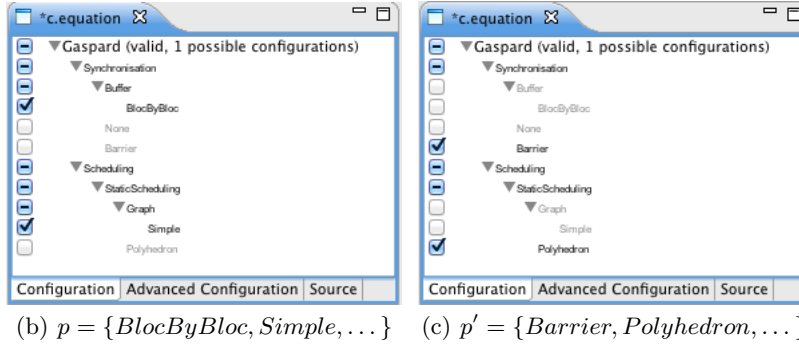 *c.equation
Gaspard (valid, 1 possible configurations)
Synchronisation
Buffer
BlocByBloc
None
Barrier
Scheduling
StaticScheduling
Graph
Simple
Polyhedron
Configuration Advanced Configuration Source
(b) p = {BlocByBloc, Simple, . . . }
*c.equation
Gaspard (valid, 1 possible configurations)
Synchronisation
Buffer
BlocByBloc
None
Barrier
Scheduling
StaticScheduling
Graph
Simple
Polyhedron
Configuration Advanced Configuration Source
(c) p′ = {Barrier, Polyhedron, . . . }